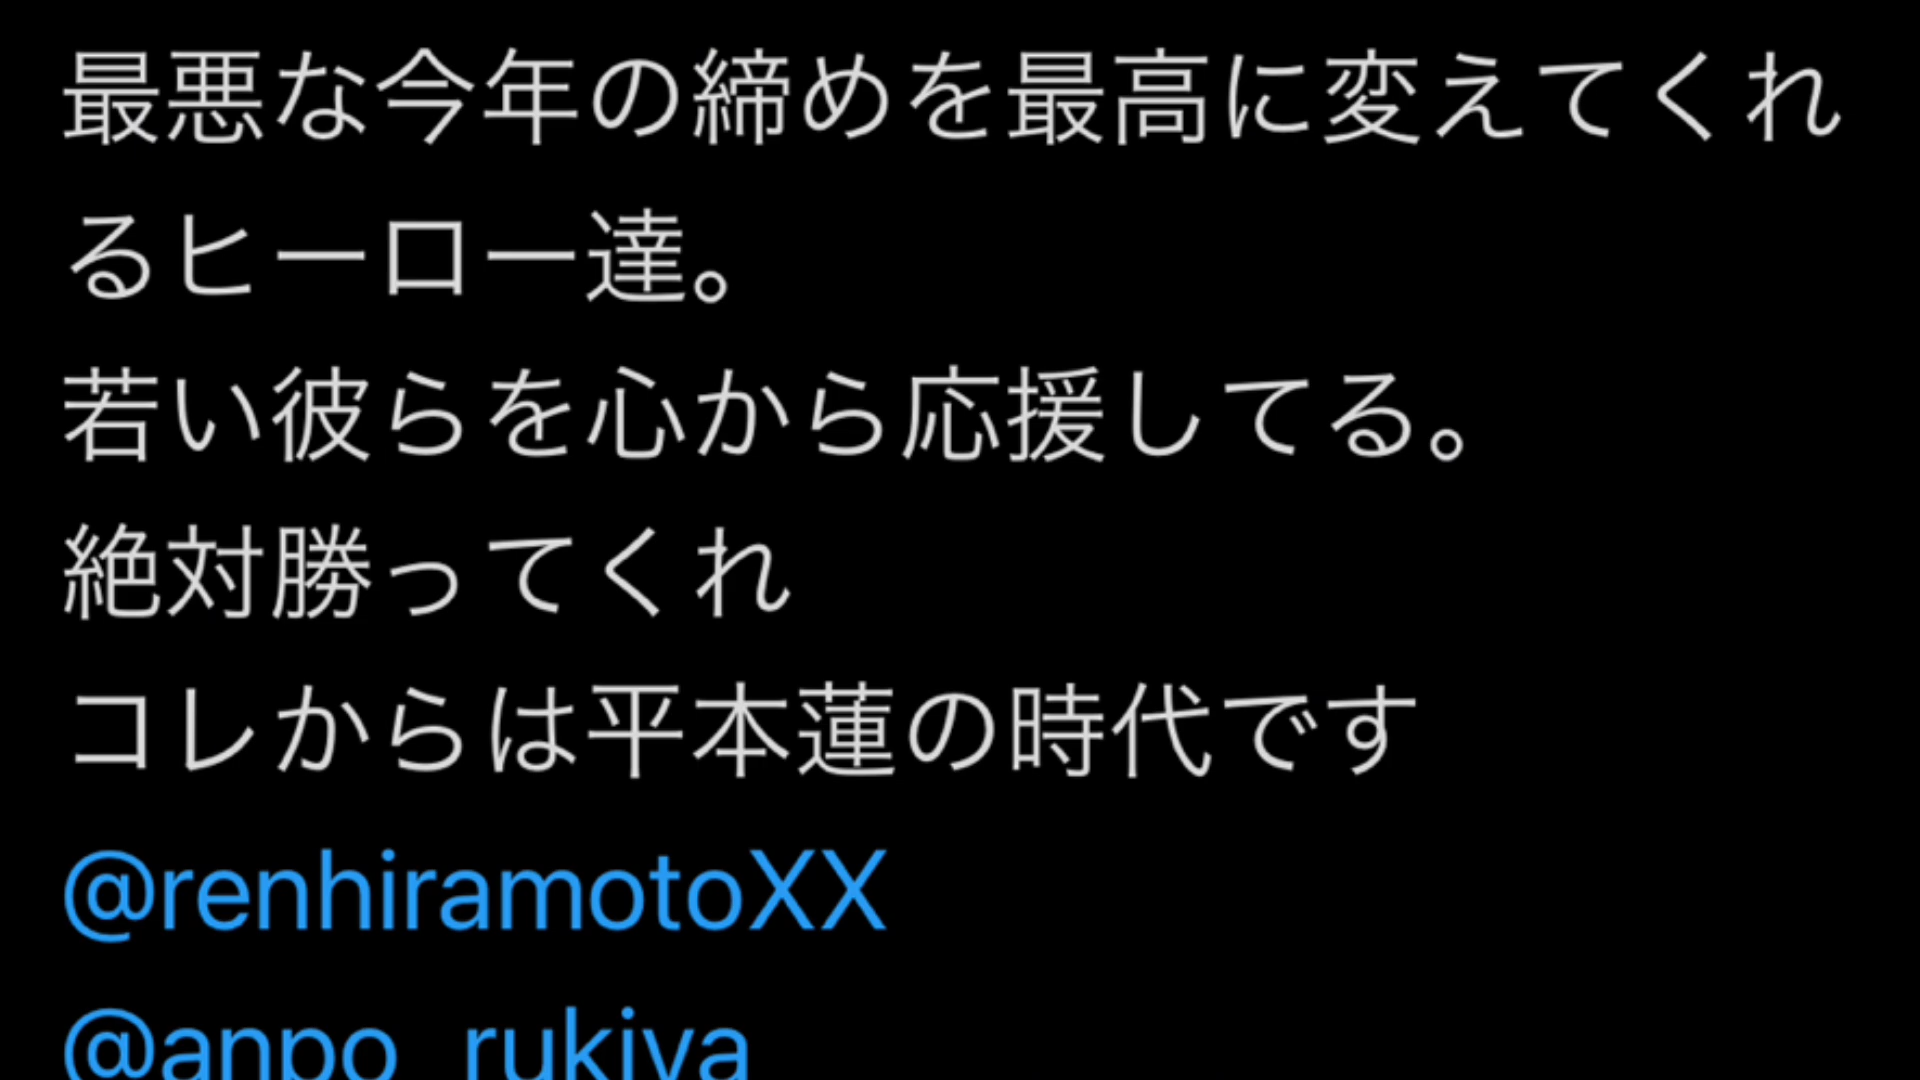 最悪な今年の締めを最高に変えてくれ
るヒーロー達。
若い彼らを心から応援してる。
絶対勝ってくれ
コレからは平本蓮の時代です
@renhiramotoXX
@anpo_rukiya